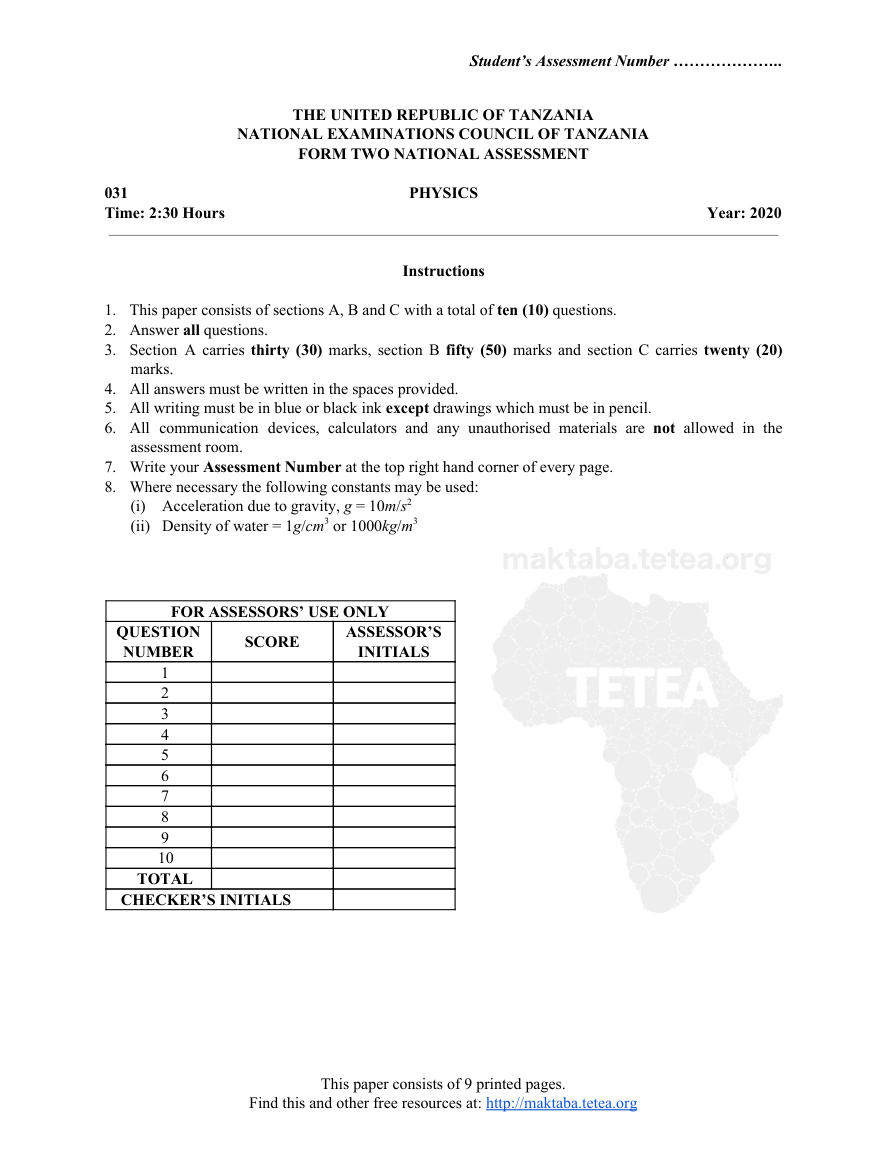 Student’s Assessment Number ………………...
THE UNITED REPUBLIC OF TANZANIA
NATIONAL EXAMINATIONS COUNCIL OF TANZANIA
FORM TWO NATIONAL ASSESSMENT
031 PHYSICS
Time: 2:30 Hours Year: 2020
Instructions
1. This paper consists of sections A, B and C with a total of ten (10) questions.
2. Answer all questions.
3. Section A carries thirty (30) marks, section B fifty (50) marks and section C carries twenty (20)
marks.
4. All answers must be written in the spaces provided.
5. All writing must be in blue or black ink except drawings which must be in pencil.
6. All communication devices, calculators and any unauthorised materials are not allowed in the
assessment room.
7. Write your Assessment Number at the top right hand corner of every page.
8. Where necessary the following constants may be used:
(i) Acceleration due to gravity, g = 10m/s²
(ii) Density of water = 1g/cm³ or 1000kg/m³
maktaba.tetea.org
TETEA
FOR ASSESSORS’ USE ONLY
QUESTION NUMBER SCORE ASSESSOR’S INITIALS
1
2
3
4
5
6
7
8
9
10
TOTAL
CHECKER’S INITIALS
This paper consists of 9 printed pages.
Find this and other free resources at: http://maktaba.tetea.org